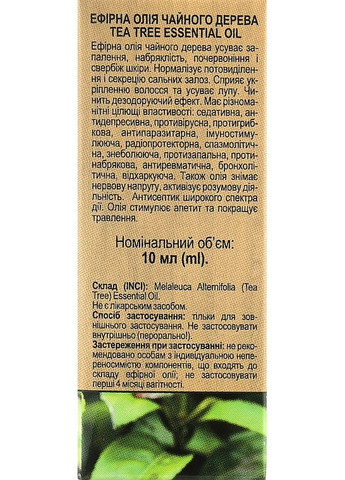 ЕФІРНА ОЛІЯ ЧАЙНОГО ДЕРЕВА
TEA TREE ESSENTIAL OIL
Ефірна олія чайного дерева усуває за-
палення, набряклість, почервоніння і
свербіж шкіри. Нормалізує потовиділен-
ня і секрецію сальних залоз. Сприяє ук-
ріпленню волосся та усуває лупу. Чи-
нить дезодоруючий ефект. Має різнома-
нітні цілющі властивості: седативна, ан-
тидепресивна, противірусна, протигриб-
кова, антипаразитарна, імуностиму-
лююча, радіопротекторна, спазмолітич-
на, знеболююча, протизапальна, проти-
набрякова, антиревматична, бронхолі-
тична, відхаркуюча. Також олія знімає
нервову напругу, активізує розумову дія-
льність. Антисептик широкого спектра
дії. Олія стимулює апетит та покращує
травлення.
Номінальний об'єм:
10 мл (ml).
Склад (INCI): Melaleuca Alternifolia (Tea
Tree) Essential Oil.
Не є лікарським засобом.
Спосіб застосування: тільки для зов-
нішнього застосування. Не застосовувати
внутрішньо (перорально!).
Застереження при застосуванні: не реко-
мендовано особам з індивідуальною непе-
реносимістю компонентів, що входять до
складу ефірної олії; не застосовувати
перші 4 місяці вагітності.